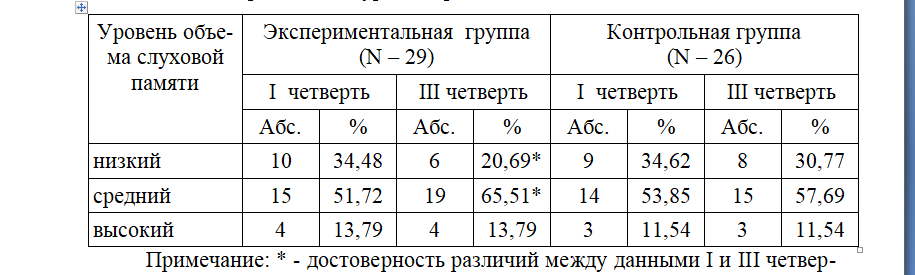 Уровень объе- Экспериментальная группа Контрольная группа
ма слуховой (N – 29) (N – 26)
памяти I четверть III четверть I четверть III четверть
Абс. % Абс. % Абс. % Абс. %
низкий 10 34,48 6 20,69* 9 34,62 8 30,77
средний 15 51,72 19 65,51* 14 53,85 15 57,69
высокий 4 13,79 4 13,79 3 11,54 3 11,54
Примечание: * - достоверность различий между данными I и III четвер-